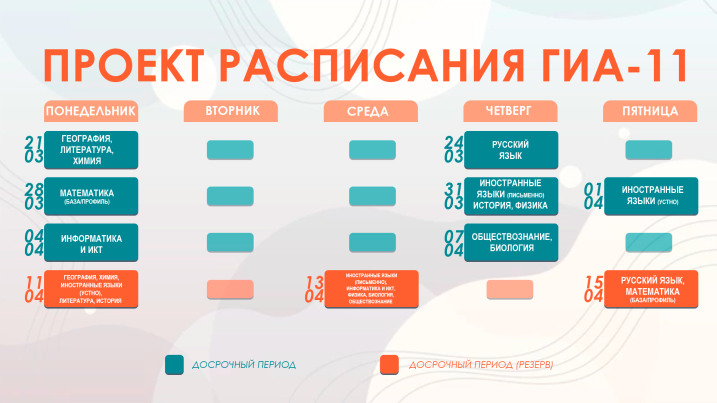 ПРОЕКТ РАСПИСАНИЯ ГИА-11
ПОНЕДЕЛЬНИК
ВТОРНИК
СРЕДА
ЧЕТВЕРГ
ПЯТНИЦА
21
03
ГЕОГРАФИЯ,
ЛИТЕРАТУРА,
ХИМИЯ
24
03
РУССКИЙ
ЯЗЫК
28
03
МАТЕМАТИКА
(БАЗА/ПРОФИЛЬ)
31
03
ИНОСТРАННЫЕ
ЯЗЫКИ (ПИСЬМЕННО)
ИСТОРИЯ, ФИЗИКА
01
04
ИНОСТРАННЫЕ
ЯЗЫКИ (УСТНО)
04
04
ИНФОРМАТИКА
И ИКТ
07
04
ОБЩЕСТВОЗНАНИЕ,
БИОЛОГИЯ
11
04
ГЕОГРАФИЯ, ХИМИЯ,
ИНОСТРАННЫЕ ЯЗЫКИ
(УСТНО),
ЛИТЕРАТУРА, ИСТОРИЯ
13
04
ИНОСТРАННЫЕ ЯЗЫКИ
(ПИСЬМЕННО),
ИНФОРМАТИКА И ИКТ,
ФИЗИКА, БИОЛОГИЯ,
ОБЩЕСТВОЗНАНИЕ
15
04
РУССКИЙ ЯЗЫК,
МАТЕМАТИКА
(БАЗА/ПРОФИЛЬ)
ДОСРОЧНЫЙ ПЕРИОД
ДОСРОЧНЫЙ ПЕРИОД (РЕЗЕРВ)